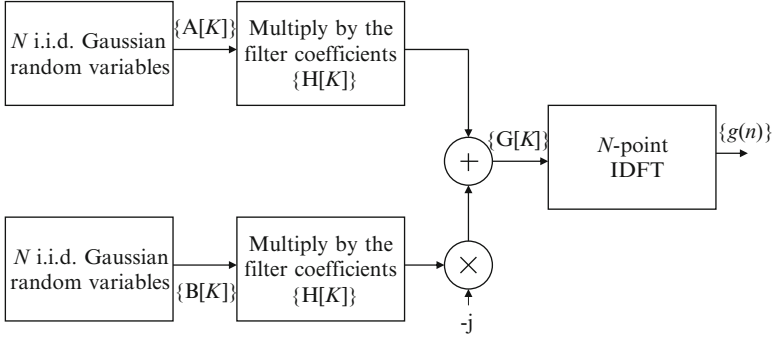 N i.i.d. Gaussian
random variables
{A[K]}
Multiply by the
filter coefficients
{H[K]}
+
{G[K]}
N-point
IDFT
{g(n)}
N i.i.d. Gaussian
random variables
{B[K]}
Multiply by the
filter coefficients
{H[K]}
×
-j